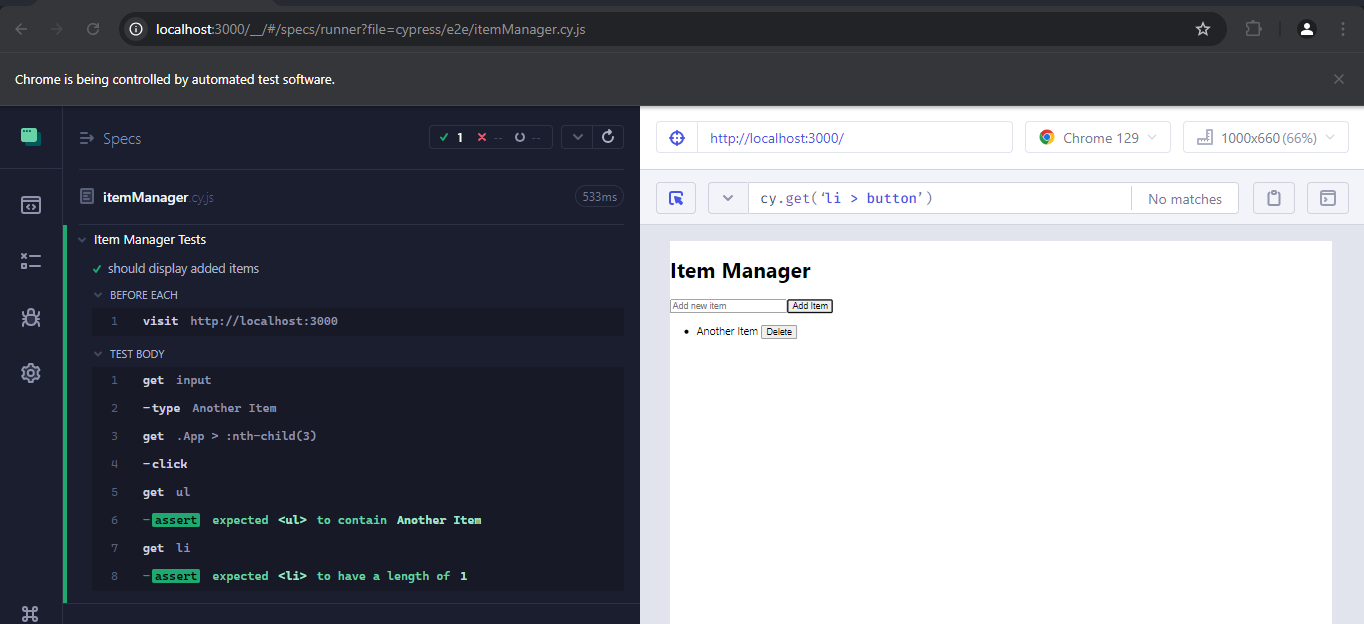 localhost:3000/__/#/specs/runner?file=cypress/e2e/itemManager.cy.js
Chrome is being controlled by automated test software.
Specs
1 -- --
itemManager.cy.js 533ms
Item Manager Tests
should display added items
BEFORE EACH
1 visit http://localhost:3000
TEST BODY
1 get input
2 -type Another Item
3 get .App > :nth-child(3)
4 -click
5 get ul
6 -assert expected <ul> to contain Another Item
7 get li
8 -assert expected <li> to have a length of 1
http://localhost:3000/
Chrome 129
1000x660 (66%)
cy.get(‘li > button’)
No matches
Item Manager
Add new item Add Item
• Another Item Delete